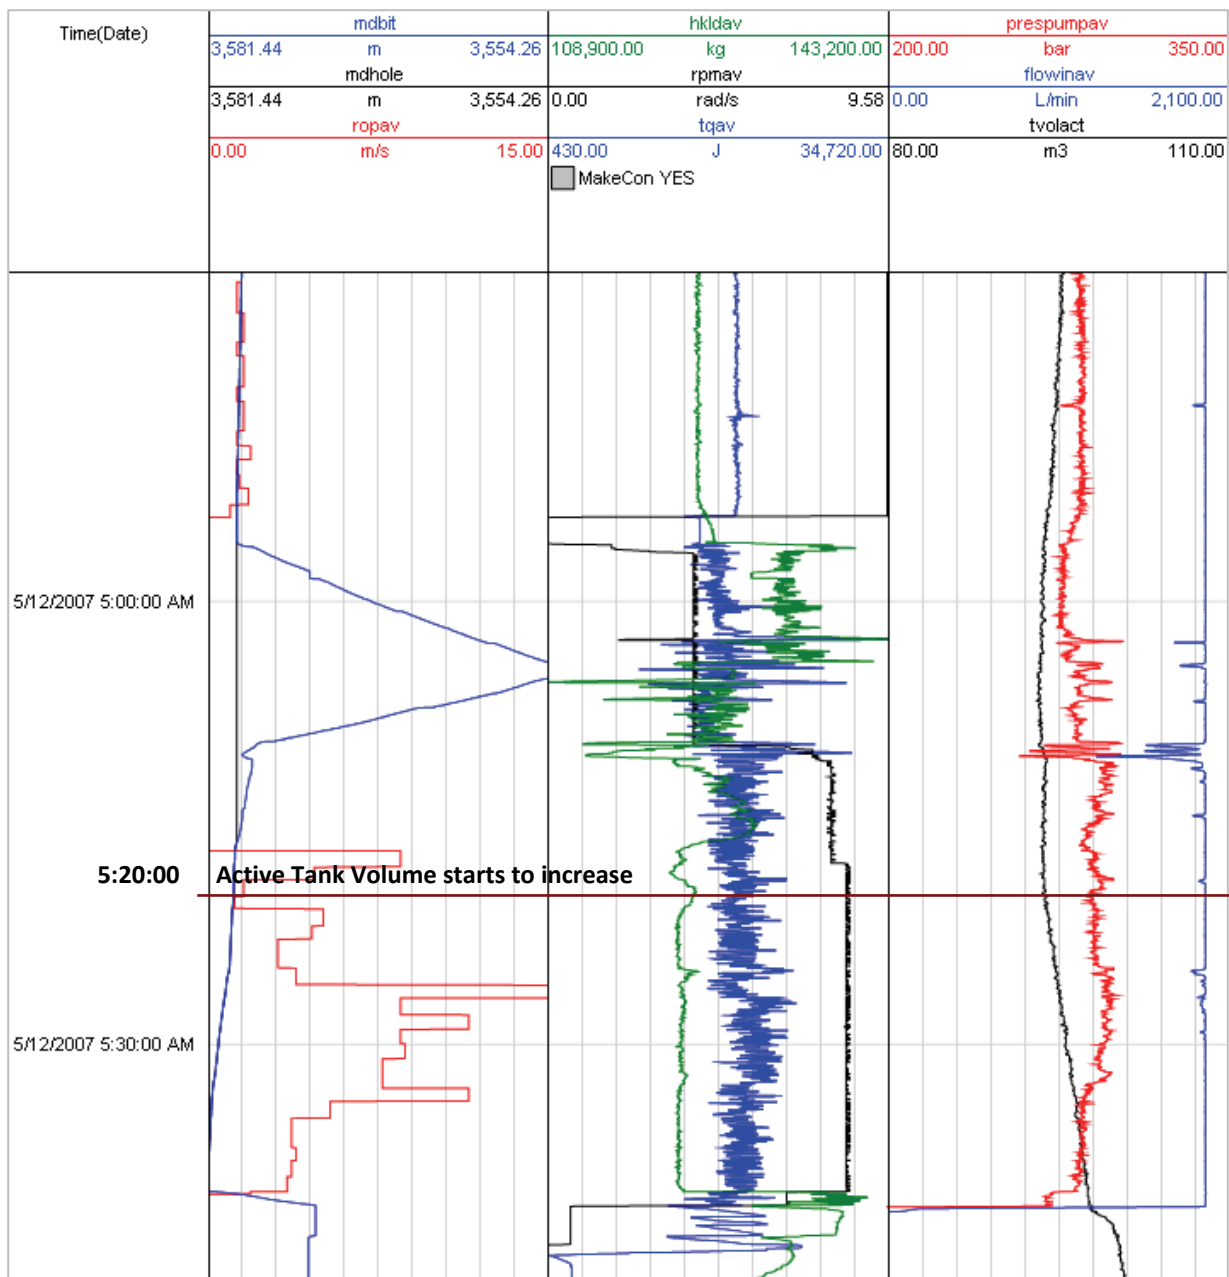 Time(Date)
mdbit
3,581.44 m 3,554.26
mdhole
3,581.44 m 3,554.26
ropav
0.00 m/s 15.00
hkldav
108,900.00 kg 143,200.00
rpmav
0.00 rad/s 9.58
tqav
430.00 J 34,720.00
MakeCon YES
prespumpav
200.00 bar 350.00
flowinav
0.00 L/min 2,100.00
tvolact
80.00 m3 110.00
5/12/2007 5:00:00 AM
5:20:00 Active Tank Volume starts to increase
5/12/2007 5:30:00 AM